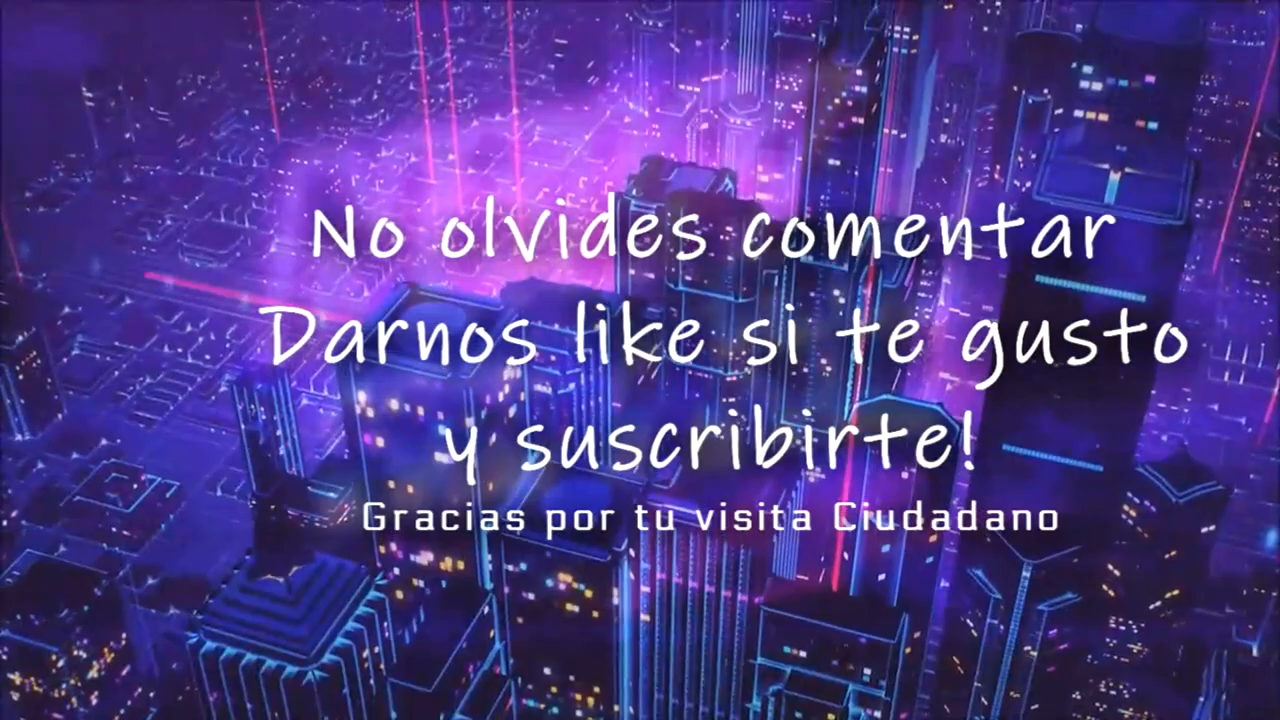 No olvides comentar
Darnos like si te gusto
y suscribirte!
Gracias por tu visita Ciudadano